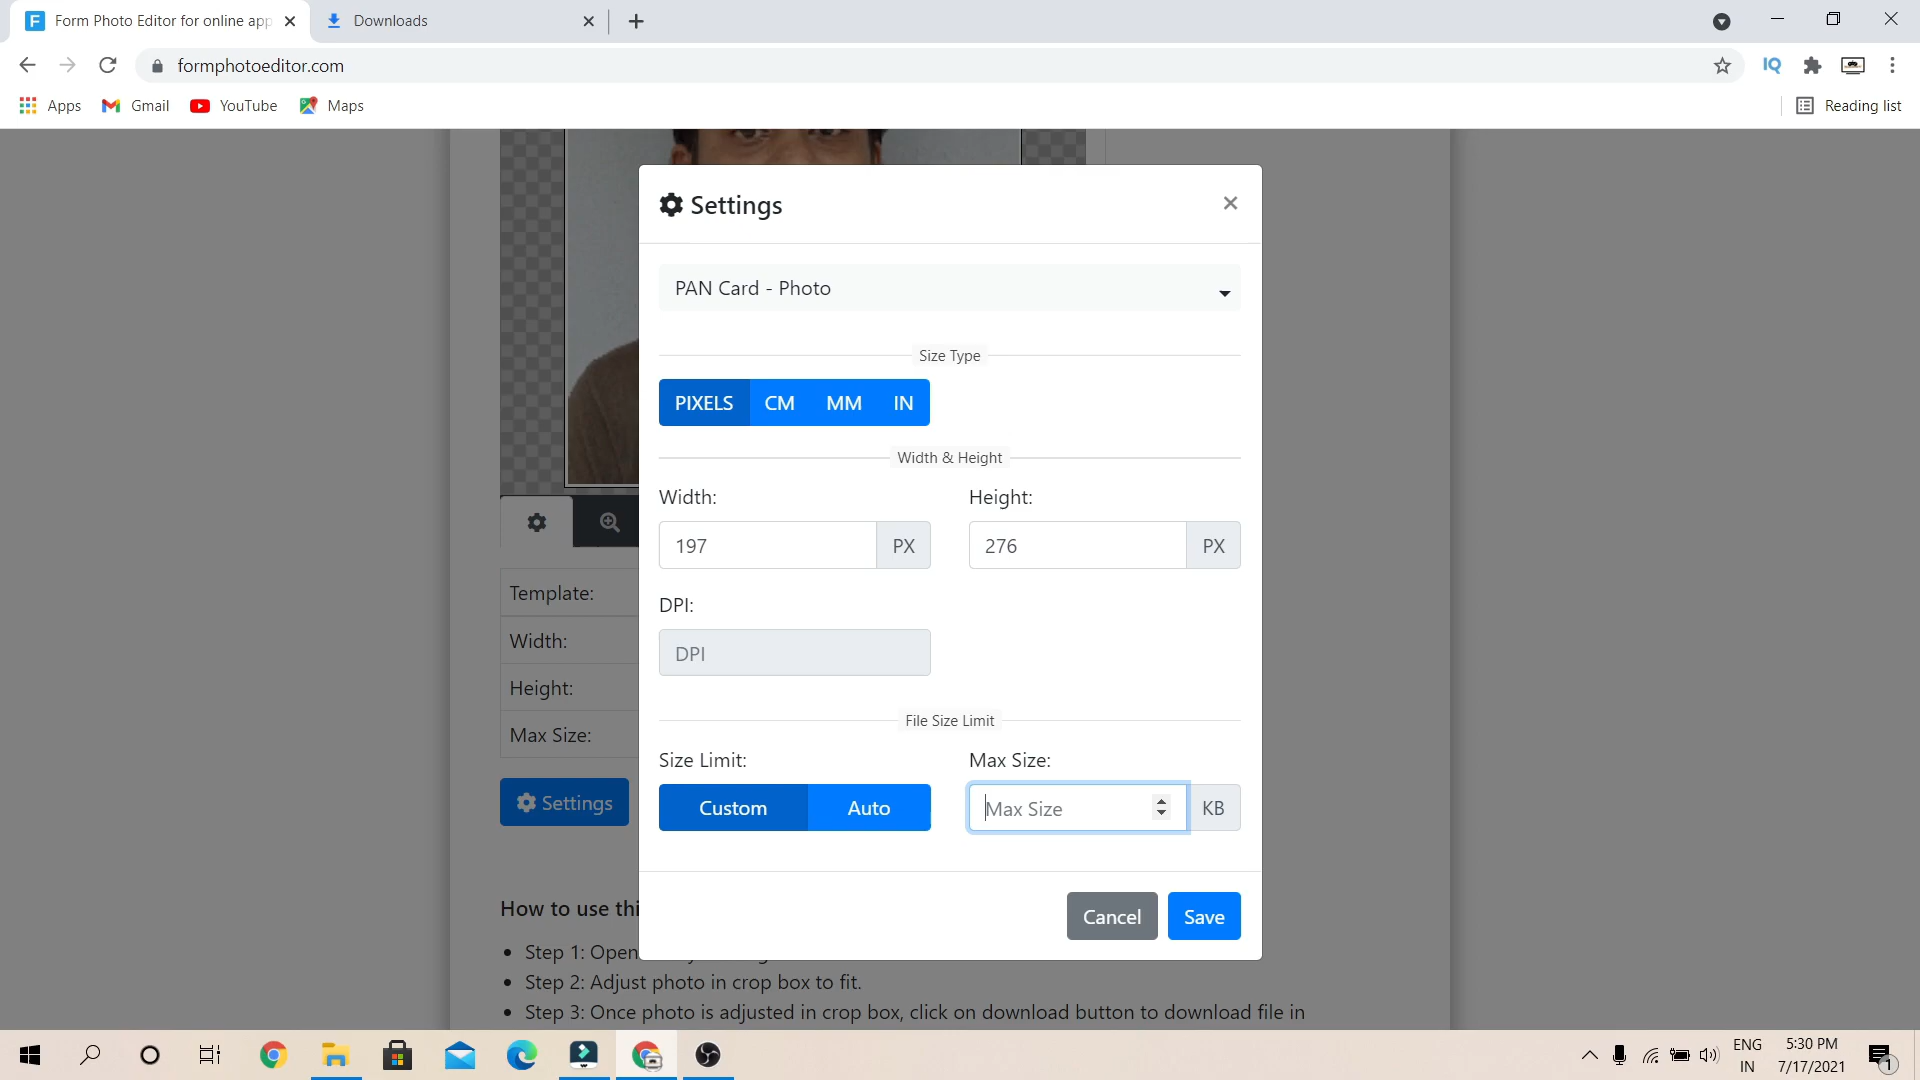 Form Photo Editor for online app
Downloads
formphotoeditor.com
IQ
Apps
Gmail
YouTube
Maps
Reading list
Settings
PAN Card - Photo
Size Type
PIXELS CM MM IN
Width & Height
Width: Height:
197 PX 276 PX
DPI:
DPI
File Size Limit
Size Limit: Max Size:
Custom Auto Max Size KB
Cancel Save
Template:
Width:
Height:
Max Size:
Settings
How to use thi
Step 1: Open
Step 2: Adjust photo in crop box to fit.
Step 3: Once photo is adjusted in crop box, click on download button to download file in
ENG
IN
5:30 PM
7/17/2021
1